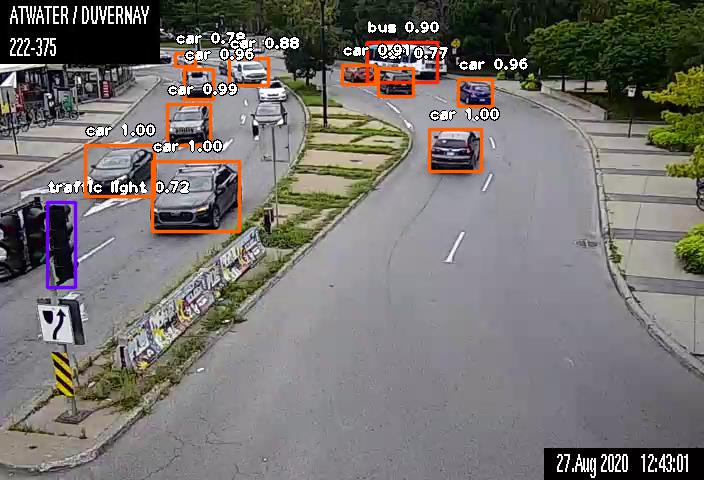 ATWATER / DUVERNAY
222-375
bus 0.90
car 0.78
car 0.88
car 0.96
car 0.91
0.77
car 0.96
car 0.99
car 1.00
car 1.00
car 1.00
traffic light 0.72
27.Aug 2020 12:43:01